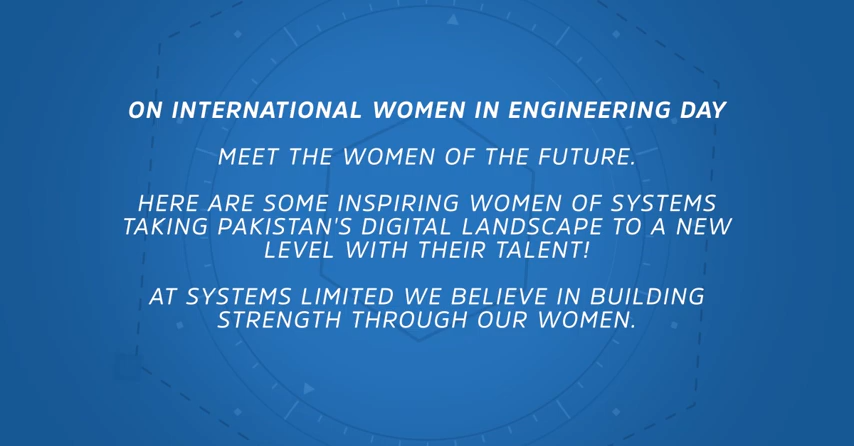 ON INTERNATIONAL WOMEN IN ENGINEERING DAY
MEET THE WOMEN OF THE FUTURE.
HERE ARE SOME INSPIRING WOMEN OF SYSTEMS
TAKING PAKISTAN'S DIGITAL LANDSCAPE TO A NEW
LEVEL WITH THEIR TALENT!
AT SYSTEMS LIMITED WE BELIEVE IN BUILDING
STRENGTH THROUGH OUR WOMEN.